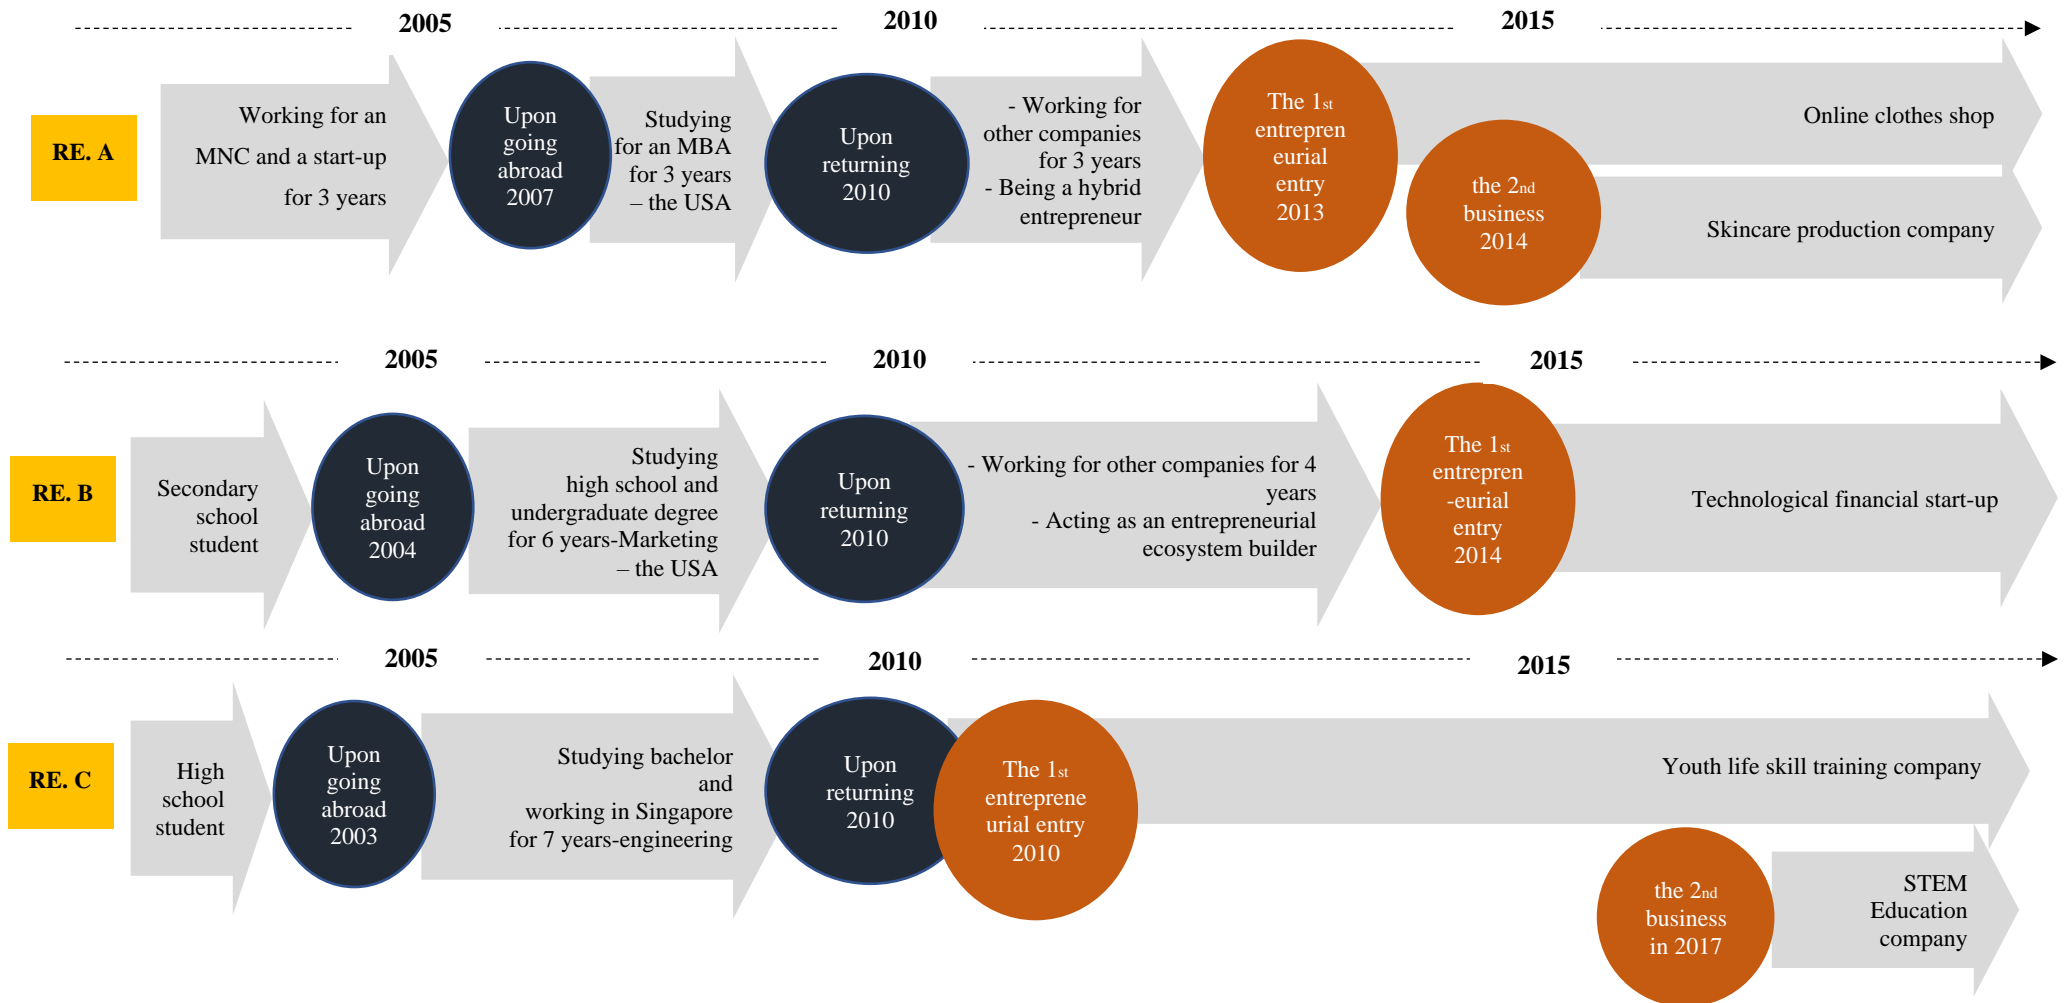 2005
2010
2015
RE. A
Working for an
MNC and a start-up
for 3 years
Upon
going
abroad
2007
Studying
for an MBA
for 3 years
– the USA
Upon
returning
2010
- Working for
other companies
for 3 years
- Being a hybrid
entrepreneur
The 1st
entrepren
eurial
entry
2013
Online clothes shop
the 2nd
business
2014
Skincare production company
2005
2010
2015
RE. B
Secondary
school
student
Upon
going
abroad
2004
Studying
high school and
undergraduate degree
for 6 years-Marketing
– the USA
Upon
returning
2010
- Working for other companies for 4
years
- Acting as an entrepreneurial
ecosystem builder
The 1st
entrepren
-eurial
entry
2014
Technological financial start-up
2005
2010
2015
RE. C
High
school
student
Upon
going
abroad
2003
Studying bachelor
and
working in Singapore
for 7 years-engineering
Upon
returning
2010
The 1st
entreprene
urial entry
2010
Youth life skill training company
the 2nd
business
in 2017
STEM
Education
company